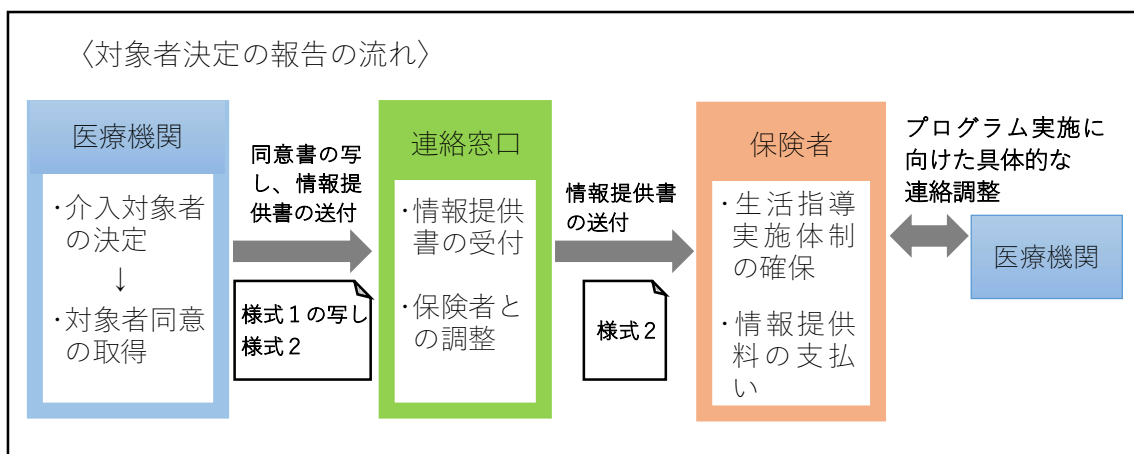 〈対象者決定の報告の流れ〉
医療機関
・介入対象者
の決定
↓
・対象者同意
の取得
同意書の写
し、情報提
供書の送付
様式１の写し
様式２
連絡窓口
・情報提供
書の受付
・保険者と
の調整
情報提供書
の送付
様式２
保険者
・生活指導
実施体制
の確保
・情報提供
料の支払
い
プログラム実施に
向けた具体的な
連絡調整
医療機関